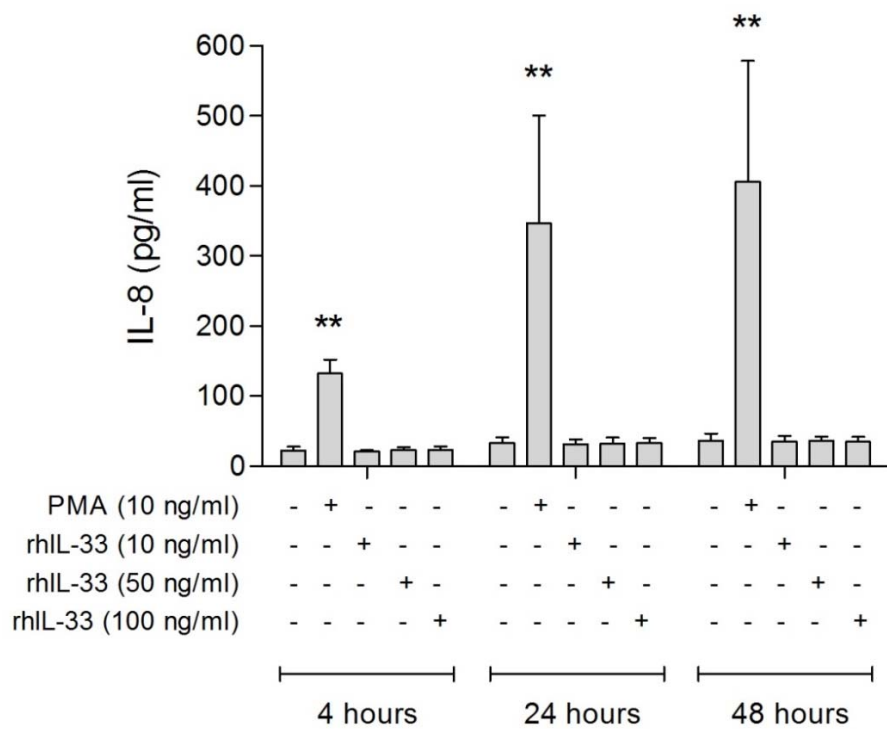 **
600
**
500
400
300
200
**
100
0
IL-8 (pg/ml)
PMA (10 ng/ml) - + - - - - + - - - - + - - -
rhIL-33 (10 ng/ml) - - + - - - - + - - - - + - -
rhIL-33 (50 ng/ml) - - - + - - - - + - - - - + -
rhIL-33 (100 ng/ml) - - - - + - - - - + - - - - +
4 hours 24 hours 48 hours